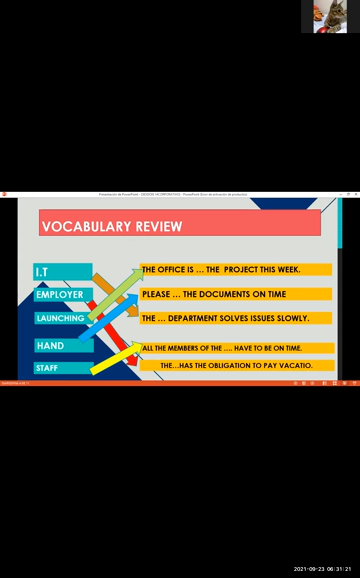 VOCABULARY REVIEW
I.T
THE OFFICE IS ... THE PROJECT THIS WEEK.
EMPLOYER
PLEASE ... THE DOCUMENTS ON TIME
LAUNCHING
THE ... DEPARTMENT SOLVES ISSUES SLOWLY.
HAND
ALL THE MEMBERS OF THE .... HAVE TO BE ON TIME.
STAFF
THE...HAS THE OBLIGATION TO PAY VACATIO.
2021-09-23 06:31:21